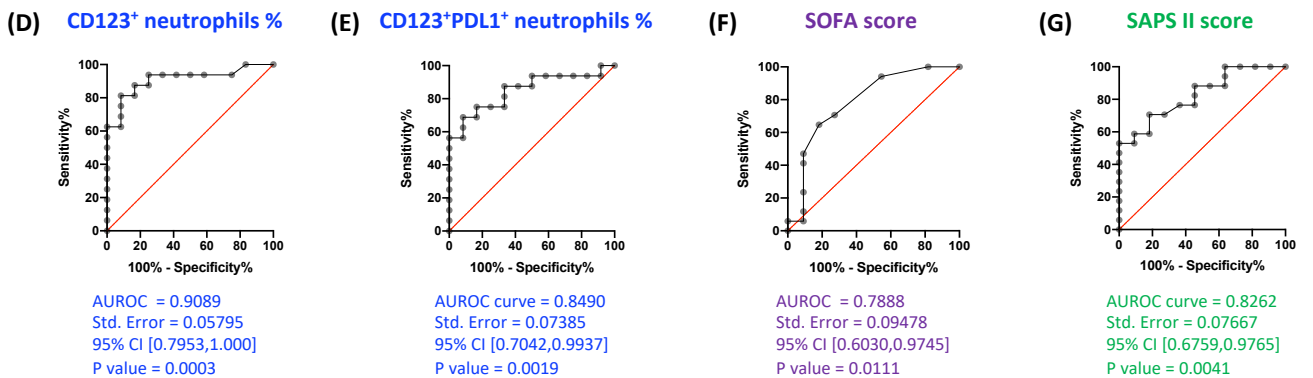 (D) CD123⁺ neutrophils %
100
80
60
40
20
0
Sensitivity%
0 20 40 60 80 100
100% - Specificity%
AUROC = 0.9089
Std. Error = 0.05795
95% CI [0.7953,1.000]
P value = 0.0003
(E) CD123⁺PDL1⁺ neutrophils %
100
80
60
40
20
0
Sensitivity%
0 20 40 60 80 100
100% - Specificity%
AUROC curve = 0.8490
Std. Error = 0.07385
95% CI [0.7042,0.9937]
P value = 0.0019
(F) SOFA score
100
80
60
40
20
0
Sensitivity%
0 20 40 60 80 100
100% - Specificity%
AUROC = 0.7888
Std. Error = 0.09478
95% CI [0.6030,0.9745]
P value = 0.0111
(G) SAPS II score
100
80
60
40
20
0
Sensitivity%
0 20 40 60 80 100
100% - Specificity%
AUROC curve = 0.8262
Std. Error = 0.07667
95% CI [0.6759,0.9765]
P value = 0.0041